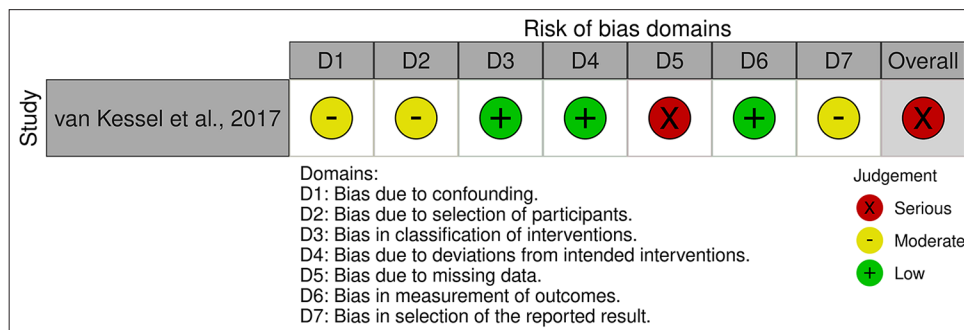 Risk of bias domains
D1 D2 D3 D4 D5 D6 D7 Overall
Study
van Kessel et al., 2017 - - + + X + - X
Domains:
D1: Bias due to confounding.
D2: Bias due to selection of participants.
D3: Bias in classification of interventions.
D4: Bias due to deviations from intended interventions.
D5: Bias due to missing data.
D6: Bias in measurement of outcomes.
D7: Bias in selection of the reported result.
Judgement
X Serious
- Moderate
+ Low